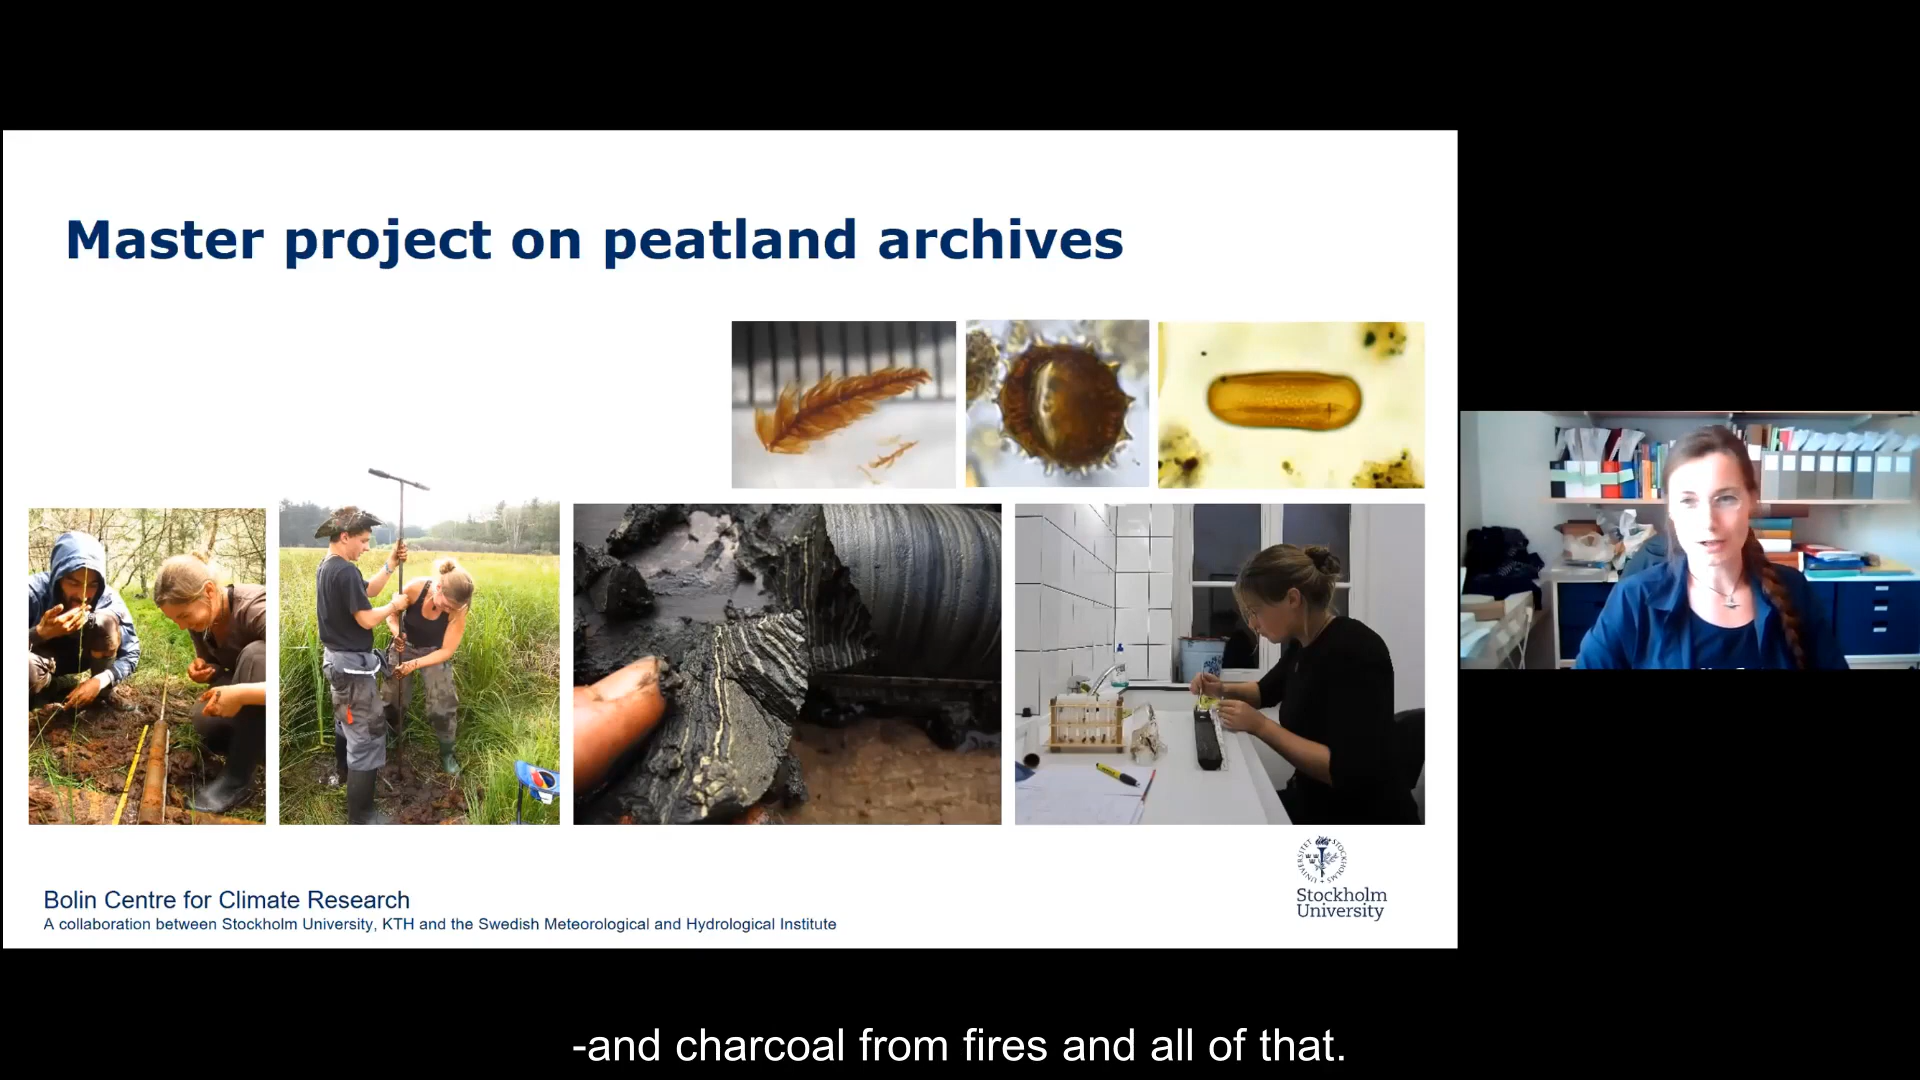 Master project on peatland archives
Bolin Centre for Climate Research
A collaboration between Stockholm University, KTH and the Swedish Meteorological and Hydrological Institute
Stockholm
University
-and charcoal from fires and all of that.